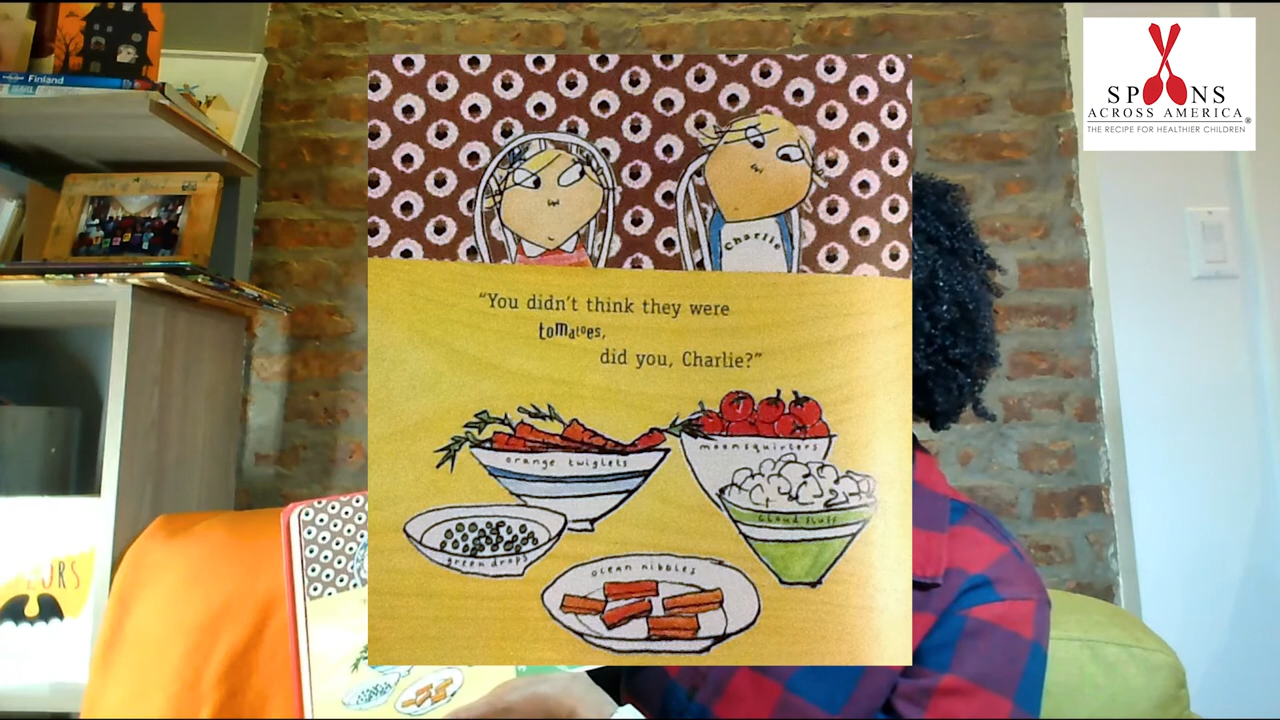 Finland
SPOONS
ACROSS AMERICA®
THE RECIPE FOR HEALTHIER CHILDREN
Charlie
"You didn't think they were
tomatoes,
did you, Charlie?"
orange twiglets
moonsquirters
cloud fluff
green drops
ocean nibbles